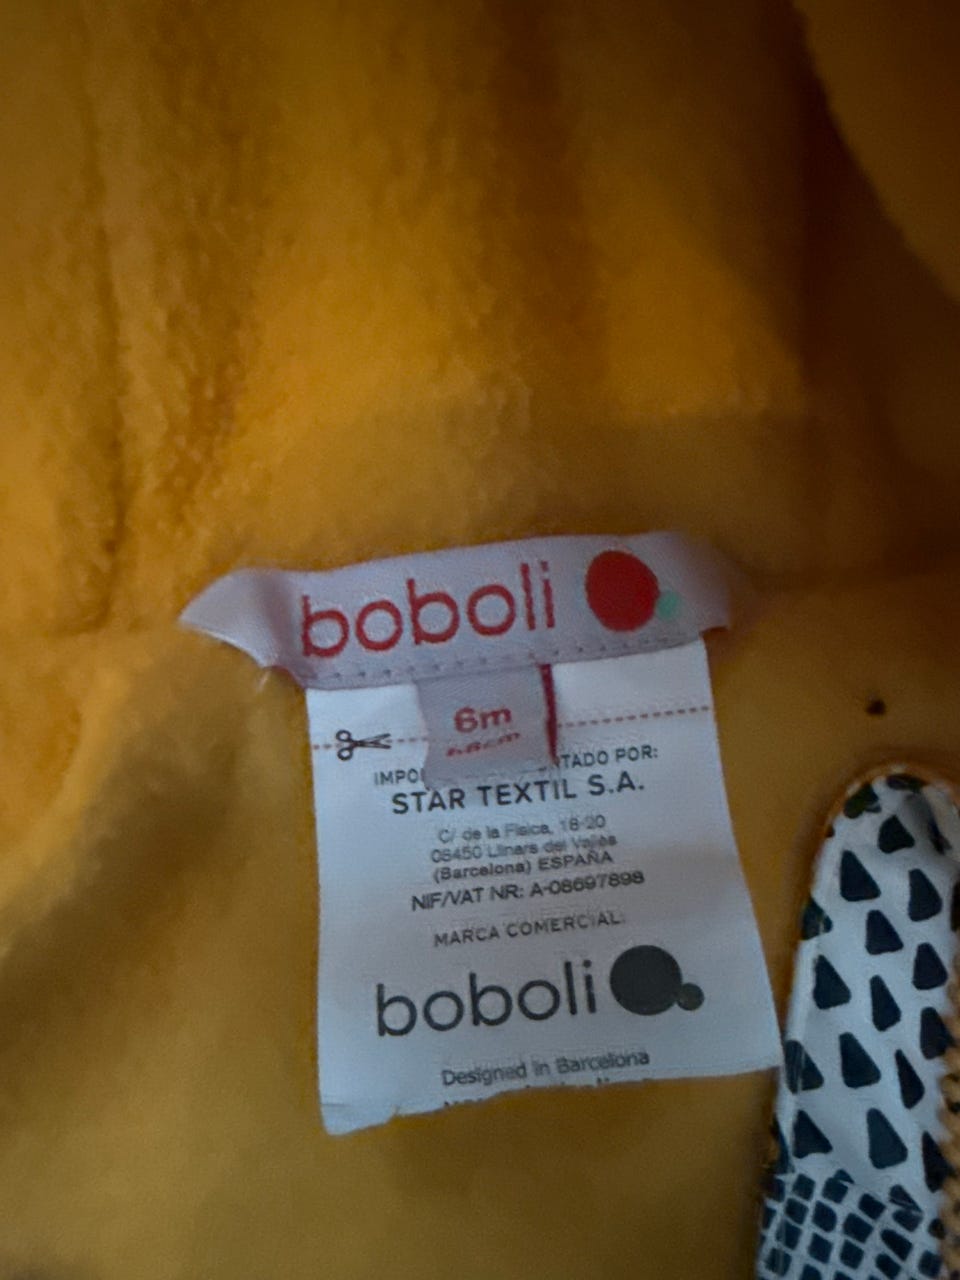 boboli
6m
68cm
STAR TEXTIL S.A.
C/ de la Física, 18-20
08450 Llinars del Vallès
(Barcelona) ESPAÑA
NIF/VAT NR: A-08697898
MARCA COMERCIAL:
boboli
Designed in Barcelona